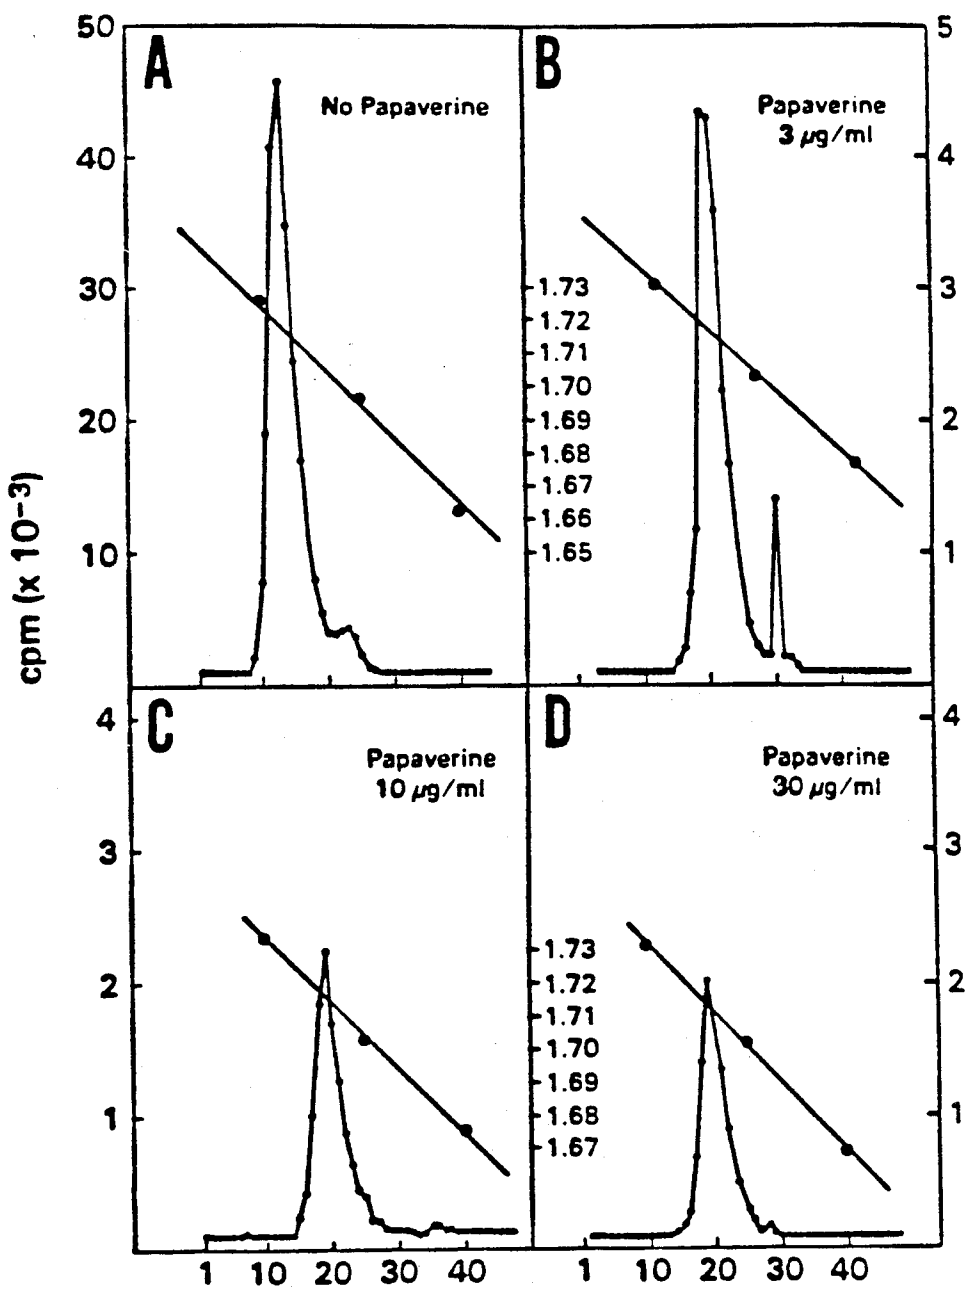 50
40
30
20
10
cpm (x 10⁻³)
A
No Papaverine
B
Papaverine
3 µg/ml
5
4
3
2
1
1.73
1.72
1.71
1.70
1.69
1.68
1.67
1.66
1.65
C
Papaverine
10 µg/ml
4
3
2
1
D
Papaverine
30 µg/ml
4
3
2
1
1.73
1.72
1.71
1.70
1.69
1.68
1.67
1 10 20 30 40
1 10 20 30 40